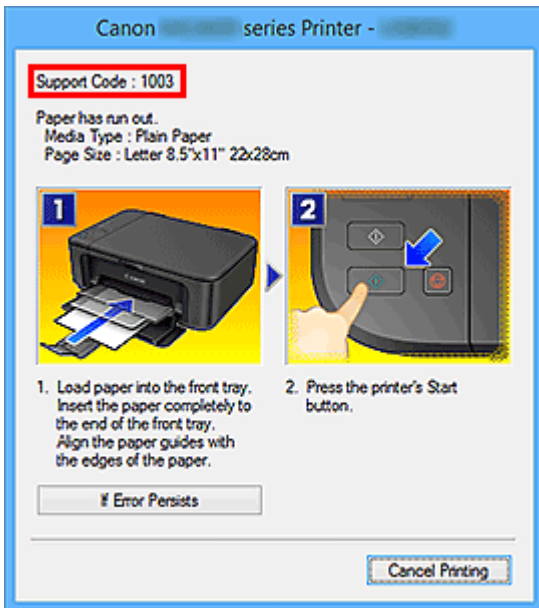 Canon series Printer -
Support Code : 1003
Paper has run out.
Media Type : Plain Paper
Page Size : Letter 8.5"x11" 22x28cm
1
2
1. Load paper into the front tray.
Insert the paper completely to
the end of the front tray.
Align the paper guides with
the edges of the paper.
2. Press the printer's Start
button.
If Error Persists
Cancel Printing